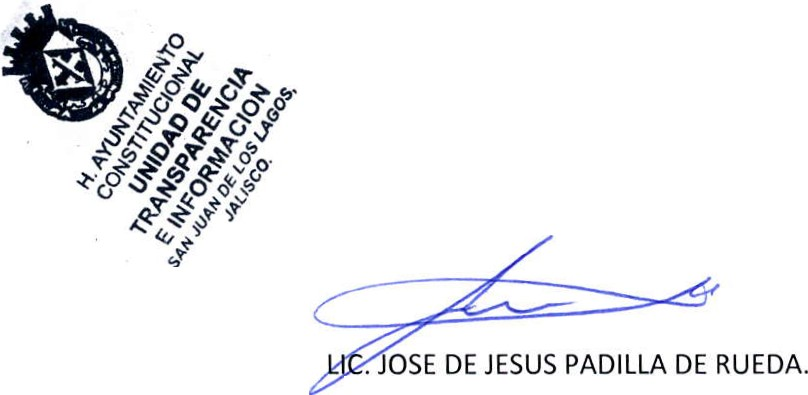 H. AYUNTAMIENTO
CONSTITUCIONAL
UNIDAD DE
TRANSPARENCIA
E INFORMACION
SAN JUAN DE LOS LAGOS,
JALISCO.
LIC. JOSE DE JESUS PADILLA DE RUEDA.